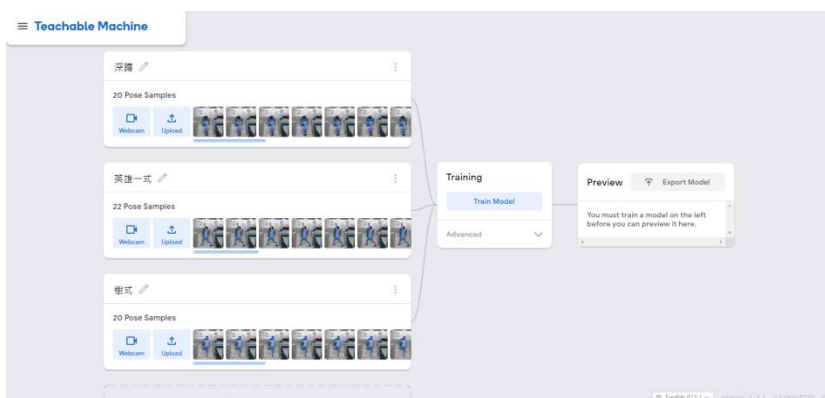 Teachable Machine
深蹲
20 Pose Samples
Webcam Upload
英雄一式
22 Pose Samples
Webcam Upload
樹式
20 Pose Samples
Webcam Upload
Training
Train Model
Advanced
Preview
Export Model
You must train a model on the left
before you can preview it here.